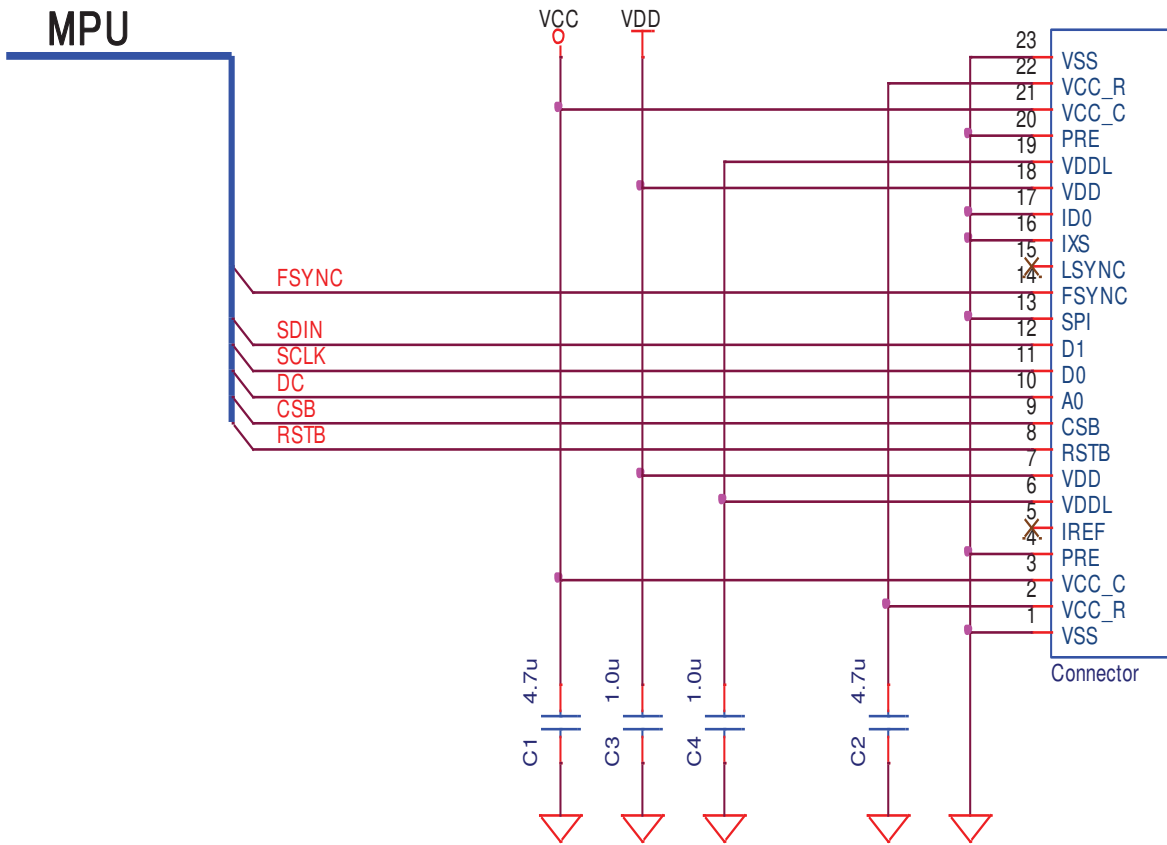 MPU
VCC
VDD
23
VSS
22
VCC_R
21
VCC_C
20
PRE
19
VDDL
18
VDD
17
ID0
16
IXS
15
LSYNC
14
FSYNC
13
SPI
12
D1
11
D0
10
A0
9
CSB
8
RSTB
7
VDD
6
VDDL
5
IREF
4
PRE
3
VCC_C
2
VCC_R
1
VSS
Connector
FSYNC
SDIN
SCLK
DC
CSB
RSTB
4.7u
C1
1.0u
C3
1.0u
C4
4.7u
C2